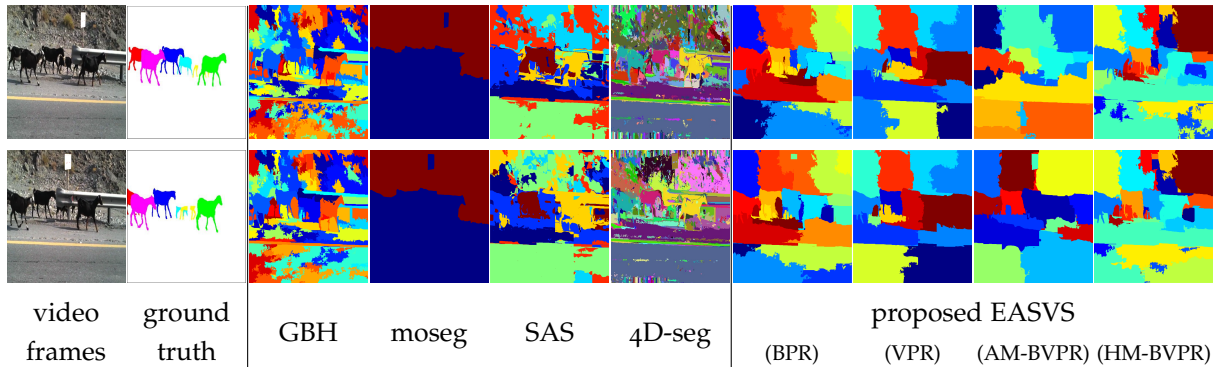 video frames
ground truth
GBH
moseg
SAS
4D-seg
proposed EASVS
(BPR)
(VPR)
(AM-BVPR)
(HM-BVPR)